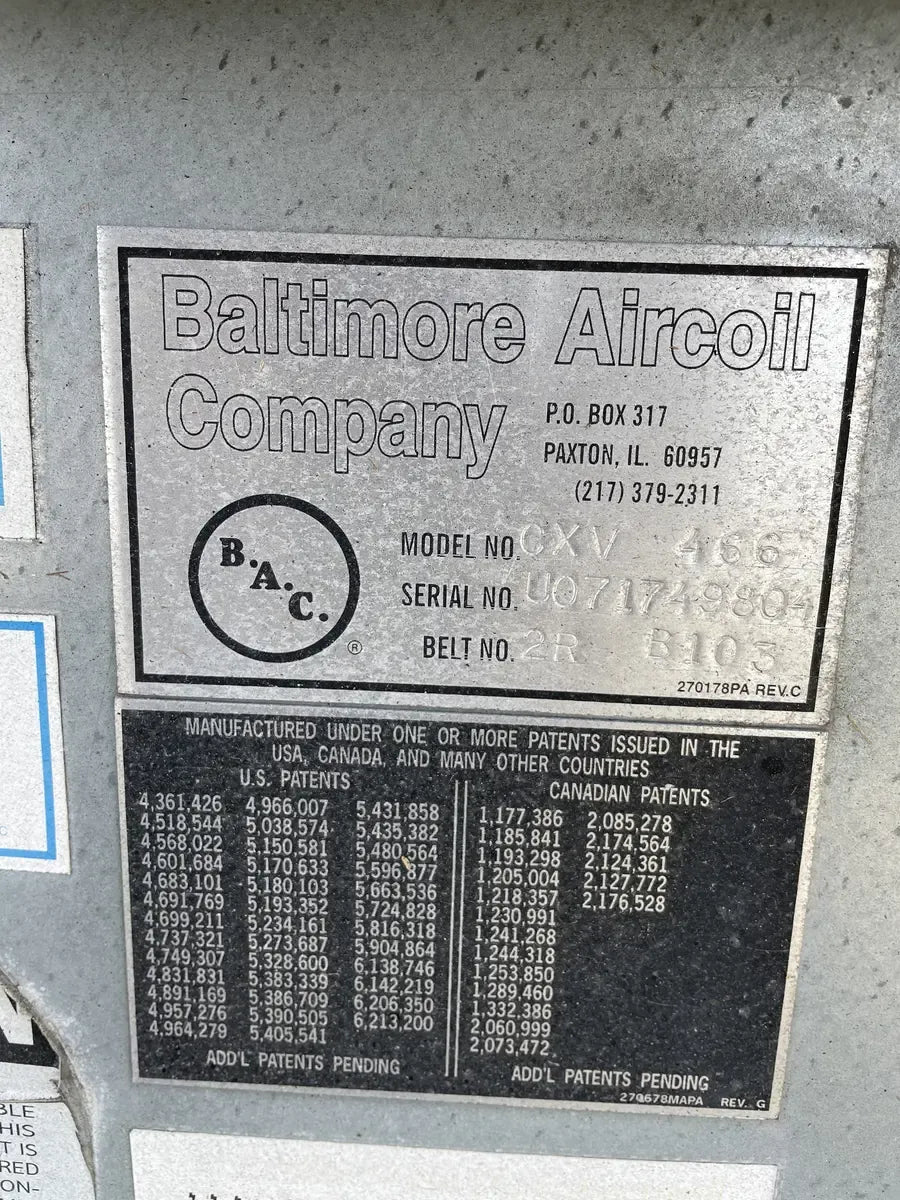 Baltimore Aircoil
Company
P.O. BOX 317
PAXTON, IL. 60957
(217) 379-2311
B.A.C.
®
MODEL NO. CXV 466
SERIAL NO. U071749804
BELT NO. 2R B103
270178PA REV.C
MANUFACTURED UNDER ONE OR MORE PATENTS ISSUED IN THE
USA, CANADA, AND MANY OTHER COUNTRIES
U.S. PATENTS
4,361,426 4,966,007 5,431,858
4,518,544 5,038,574 5,435,382
4,568,022 5,150,581 5,480,564
4,601,684 5,170,633 5,596,877
4,683,101 5,180,103 5,663,536
4,691,769 5,193,352 5,724,828
4,699,211 5,234,161 5,816,318
4,737,321 5,273,687 5,904,864
4,749,307 5,328,600 6,138,746
4,831,831 5,383,339 6,142,219
4,891,169 5,386,709 6,206,350
4,957,276 5,390,505 6,213,200
4,964,279 5,405,541
ADD'L PATENTS PENDING
CANADIAN PATENTS
1,177,386 2,085,278
1,185,841 2,174,564
1,193,298 2,124,361
1,205,004 2,127,772
1,218,357 2,176,528
1,230,991
1,241,268
1,244,318
1,253,850
1,289,460
1,332,386
2,060,999
2,073,472
ADD'L PATENTS PENDING
270678MAPA REV. G
BLE
HIS
T IS
RED
ON-